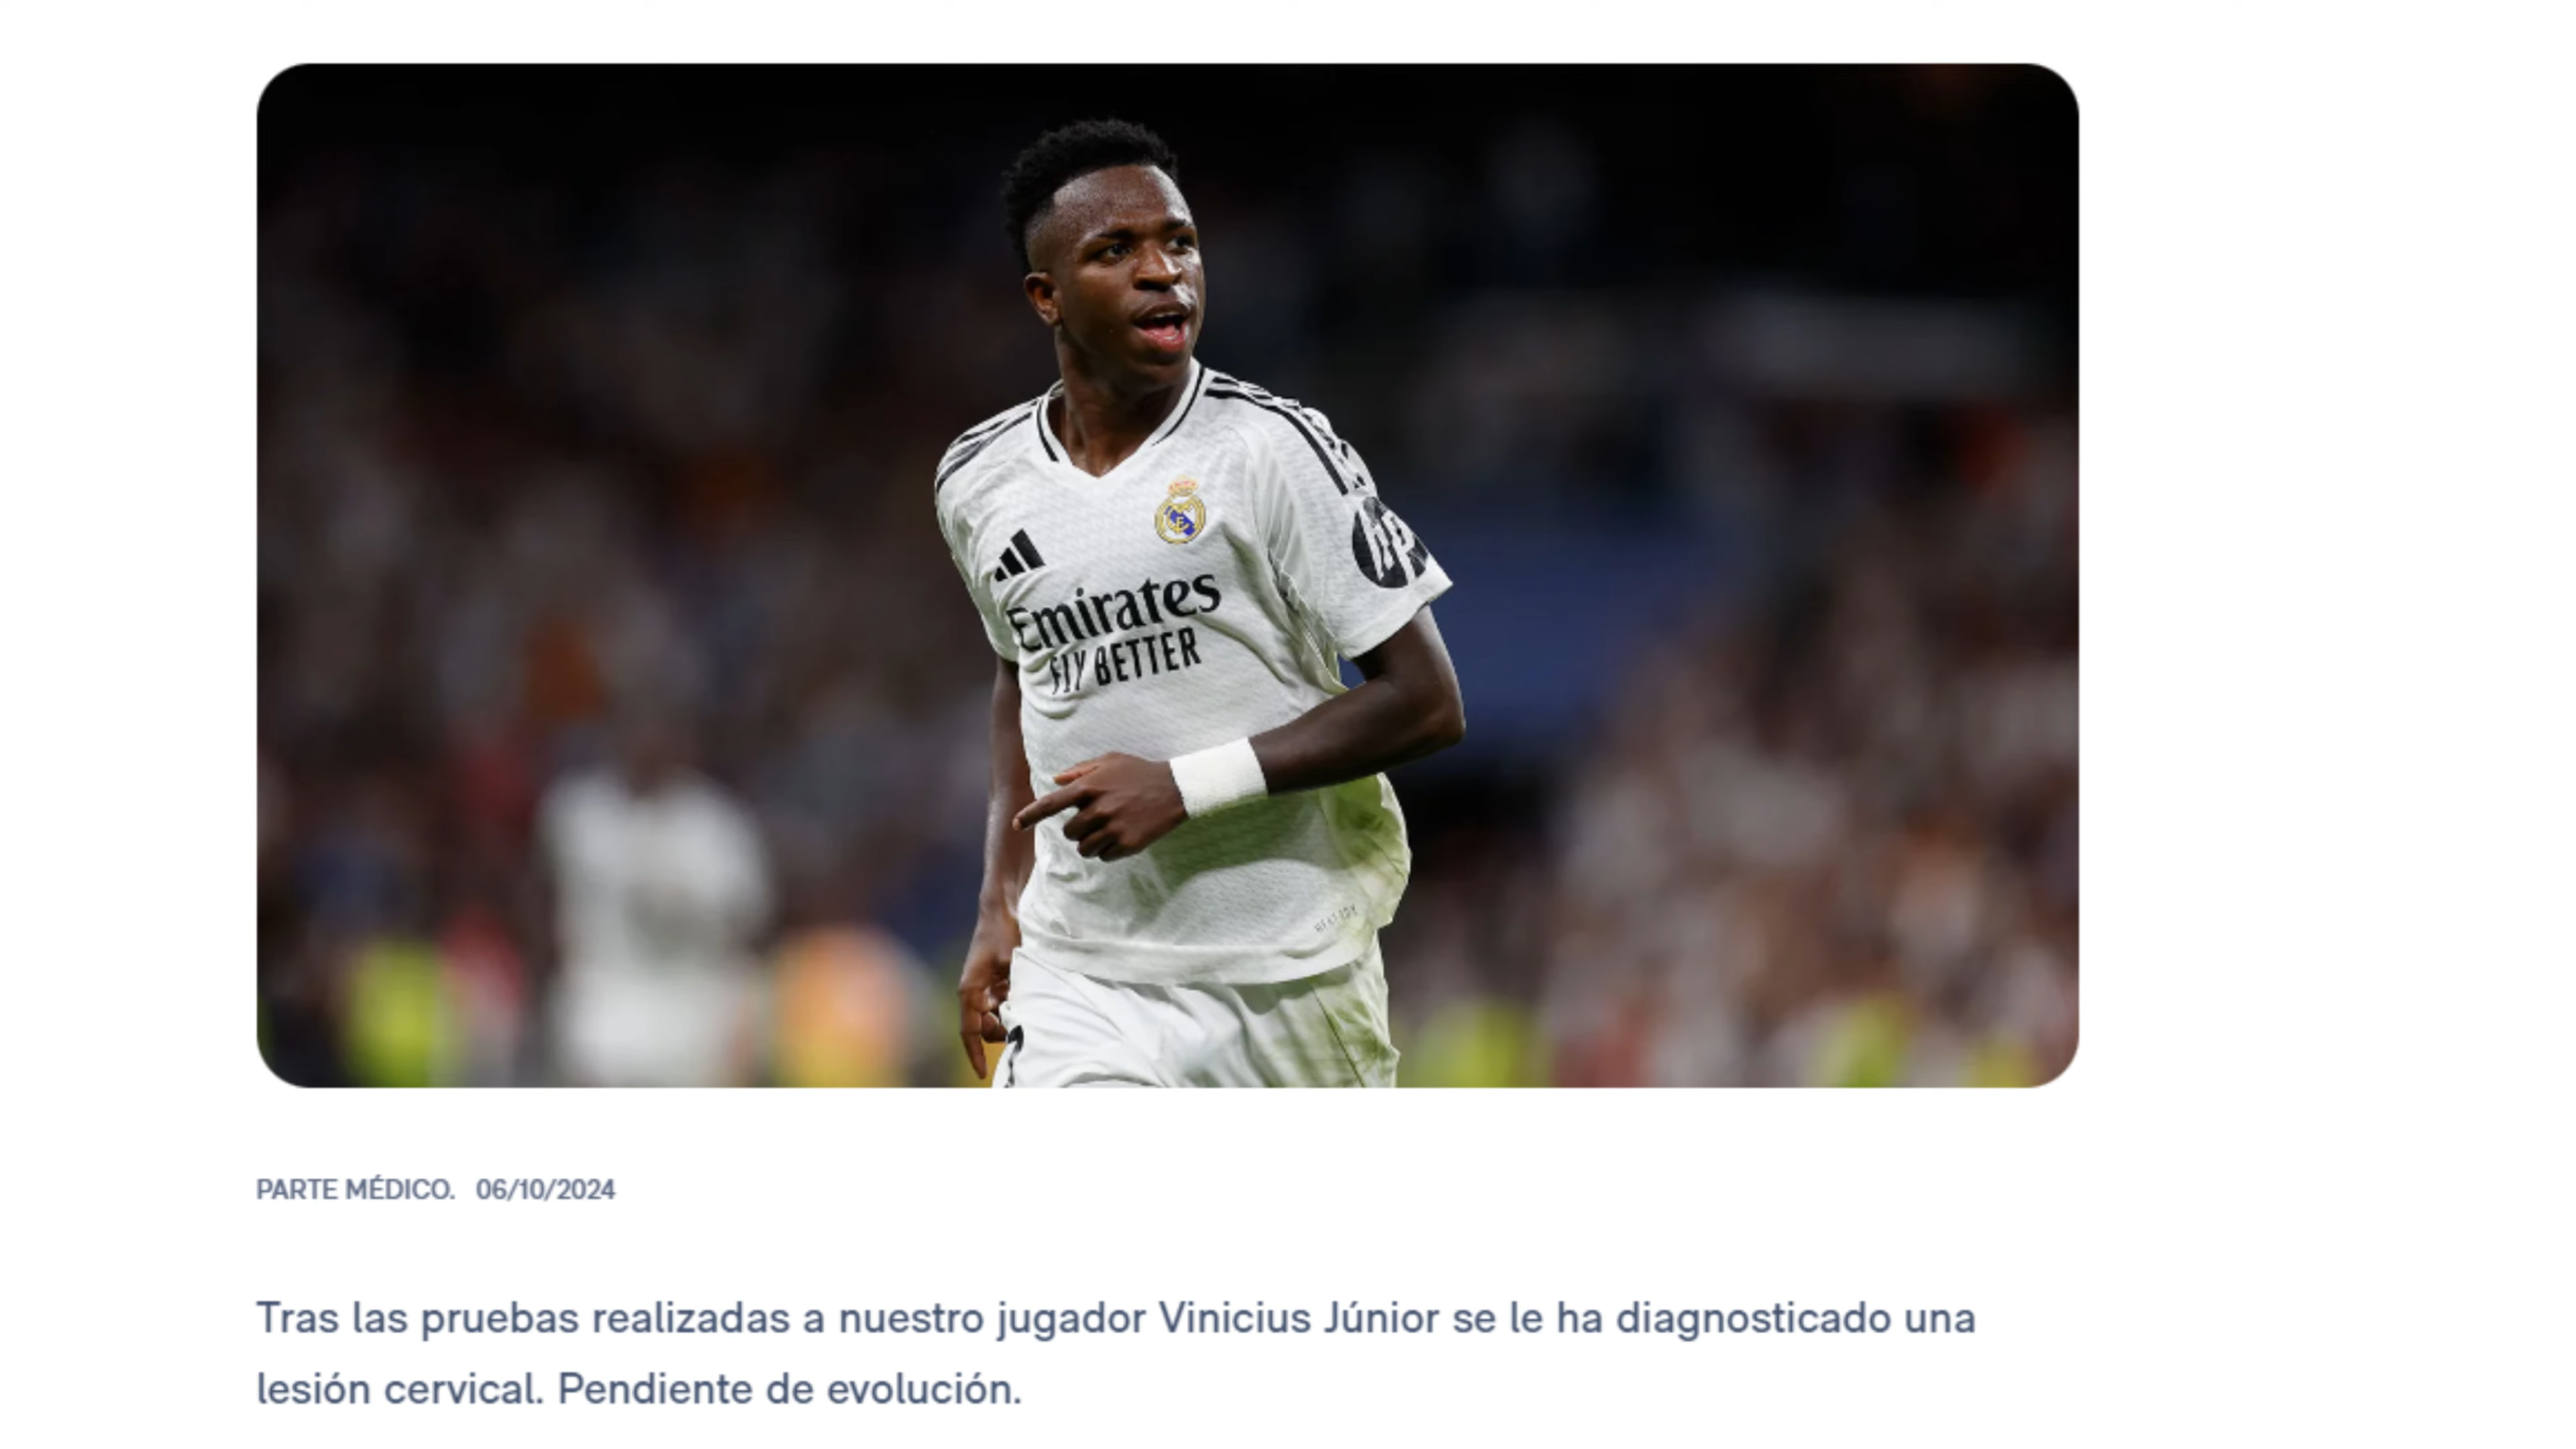 hp
Emirates
FLY BETTER
PARTE MÉDICO. 06/10/2024
Tras las pruebas realizadas a nuestro jugador Vinicius Júnior se le ha diagnosticado una
lesión cervical. Pendiente de evolución.